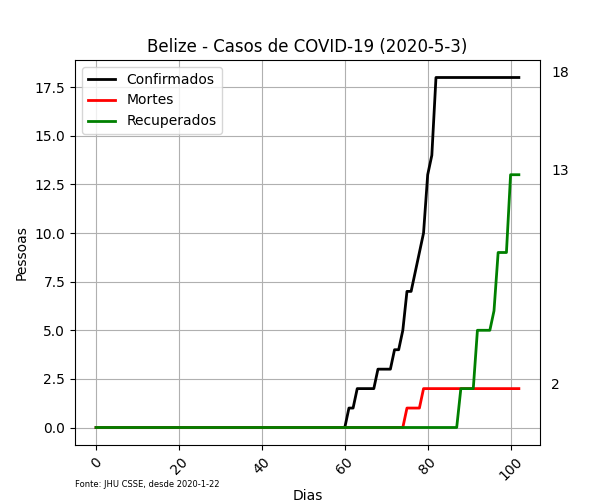 Belize - Casos de COVID-19 (2020-5-3)
Confirmados
Mortes
Recuperados
18
13
2
Pessoas
17.5
15.0
12.5
10.0
7.5
5.0
2.5
0.0
0 20 40 60 80 100
Fonte: JHU CSSE, desde 2020-1-22
Dias